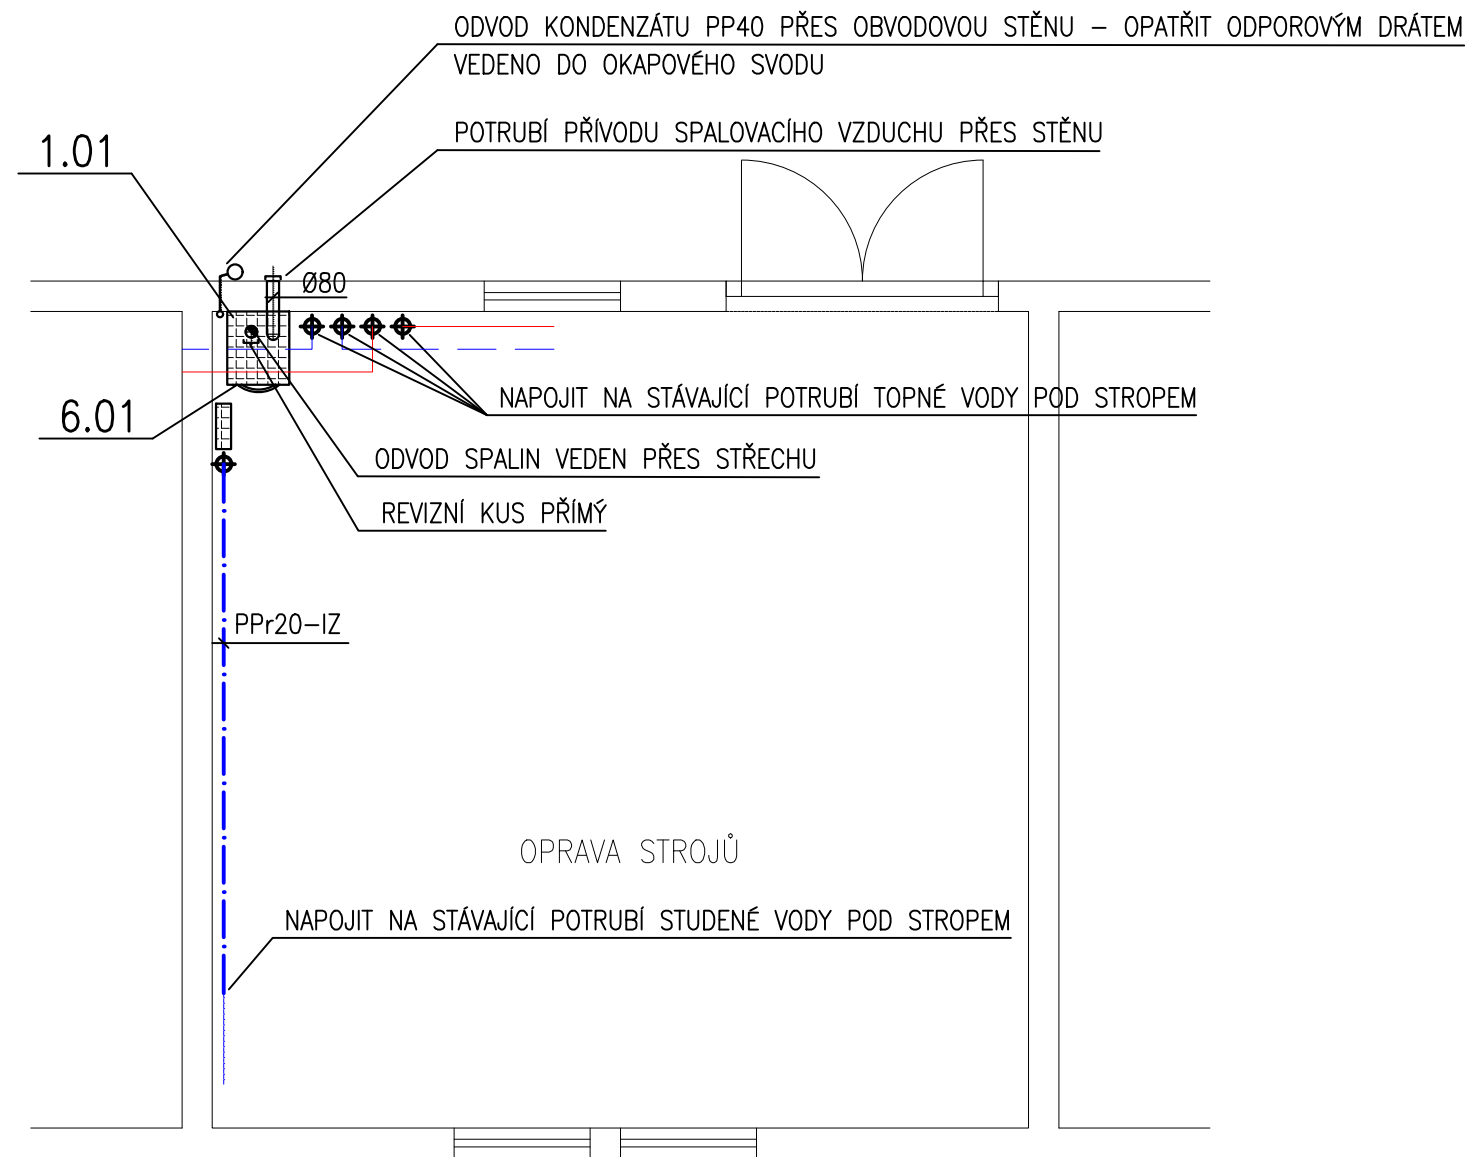 ODVOD KONDENZÁTU PP40 PŘES OBVODOVOU STĚNU – OPATŘIT ODPOROVÝM DRÁTEM
VEDENO DO OKAPOVÉHO SVODU
POTRUBÍ PŘÍVODU SPALOVACÍHO VZDUCHU PŘES STĚNU
1.01
Ø80
NAPOJIT NA STÁVAJÍCÍ POTRUBÍ TOPNÉ VODY POD STROPEM
6.01
ODVOD SPALIN VEDEN PŘES STŘECHU
REVIZNÍ KUS PŘÍMÝ
PPr20–IZ
OPRAVA STROJŮ
NAPOJIT NA STÁVAJÍCÍ POTRUBÍ STUDENÉ VODY POD STROPEM